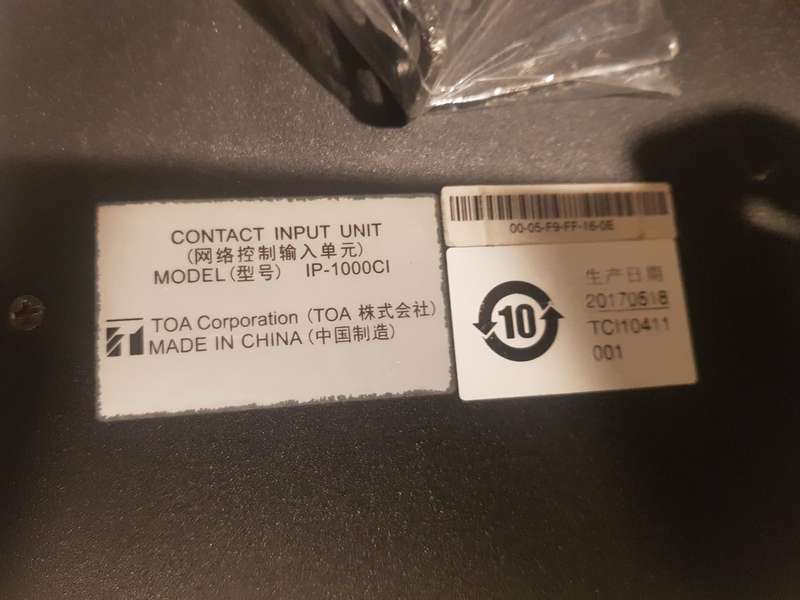 CONTACT INPUT UNIT
(网络控制输入单元)
MODEL(型号) IP-1000CI
TOA Corporation (TOA 株式会社)
MADE IN CHINA (中国制造)
00-05-F9-FF-16-0E
10
生产日期
20170518
TCI10411
001